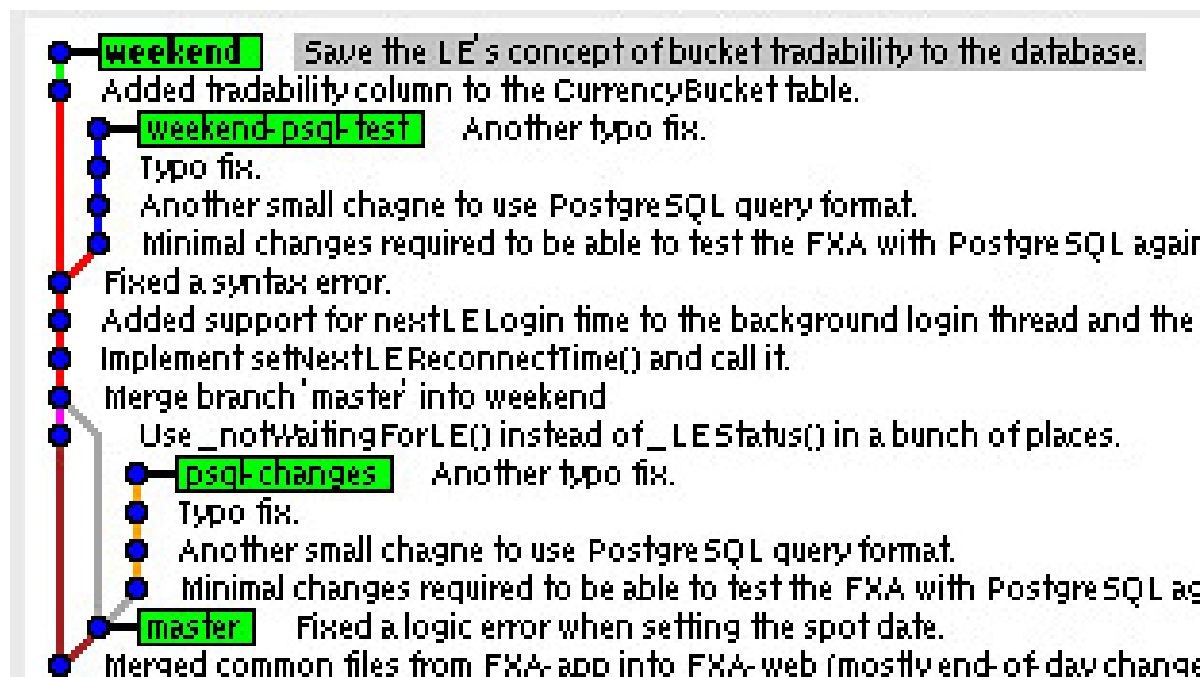 weekend Save the LE's concept of bucket tradability to the database.
Added tradability column to the CurrencyBucket table.
weekend-psql-test Another typo fix.
Typo fix.
Another small chagne to use PostgreSQL query format.
Minimal changes required to be able to test the FXA with PostgreSQL again
Fixed a syntax error.
Added support for nextLELogin time to the background login thread and the
Implement setNextLEReconnectTime() and call it.
Merge branch 'master' into weekend
Use _notWaitingForLE() instead of _LEStatus() in a bunch of places.
psql-changes Another typo fix.
Typo fix.
Another small chagne to use PostgreSQL query format.
Minimal changes required to be able to test the FXA with PostgreSQL ag
master Fixed a logic error when setting the spot date.
Merged common files from FXA-app into FXA-web (mostly end-of-day change